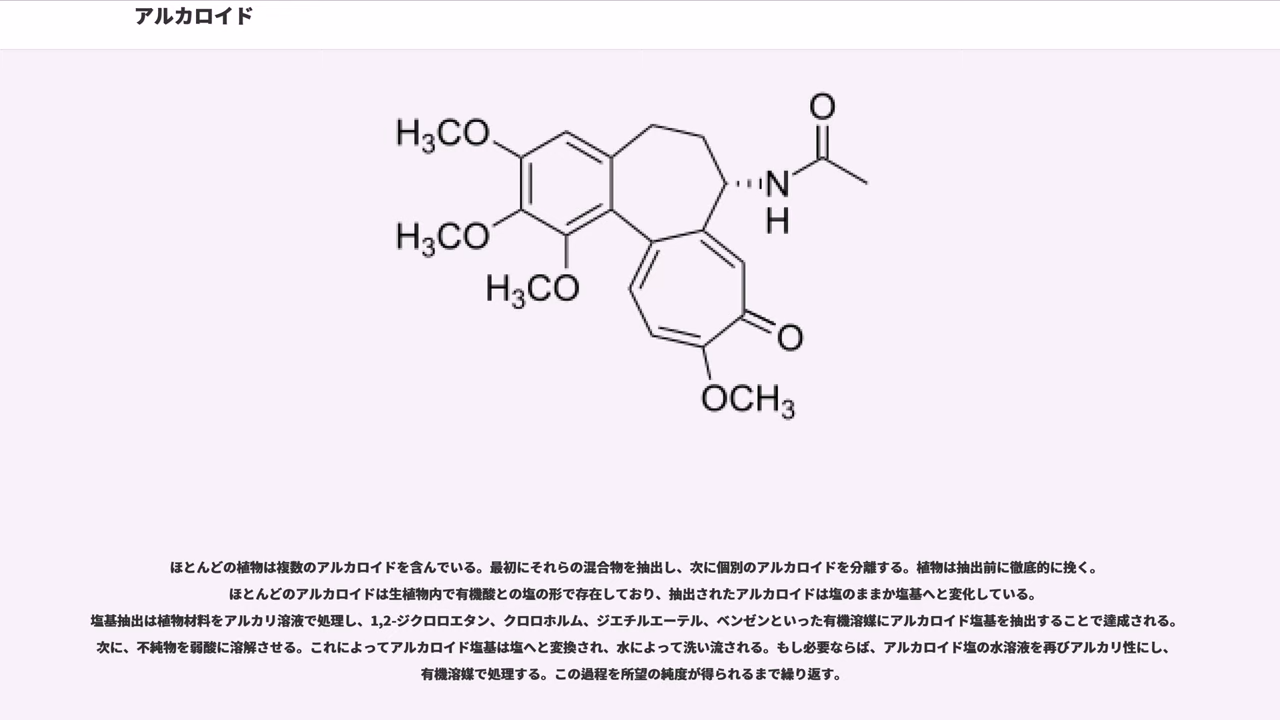 アルカロイド
O
H3CO
N
H
H3CO
H3CO
O
OCH3
ほとんどの植物は複数のアルカロイドを含んでいる。最初にそれらの混合物を抽出し、次に個別のアルカロイドを分離する。植物は抽出前に徹底的に挽く。
ほとんどのアルカロイドは生植物内で有機酸との塩の形で存在しており、抽出されたアルカロイドは塩のままか塩基へと変化している。
塩基抽出は植物材料をアルカリ溶液で処理し、1,2-ジクロロエタン、クロロホルム、ジエチルエーテル、ベンゼンといった有機溶媒にアルカロイド塩基を抽出することで達成される。
次に、不純物を弱酸に溶解させる。これによってアルカロイド塩基は塩へと変換され、水によって洗い流される。もし必要ならば、アルカロイド塩の水溶液を再びアルカリ性にし、
有機溶媒で処理する。この過程を所望の純度が得られるまで繰り返す。